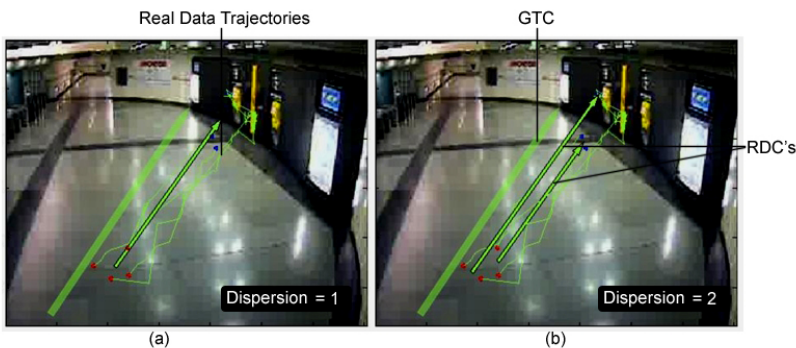 Real Data Trajectories
GTC
RDC's
Dispersion = 1
Dispersion = 2
(a)
(b)